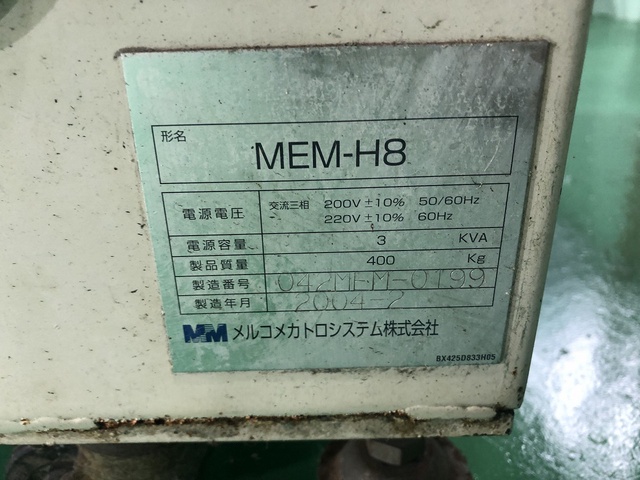 形名
MEM-H8
電源電圧 交流三相 200V±10% 50/60Hz
220V±10% 60Hz
電源容量 3 KVA
製品質量 400 Kg
製造番号 042MEM-0199
製造年月 2004-2
MM メルコメカトロシステム株式会社
BX425D833H05